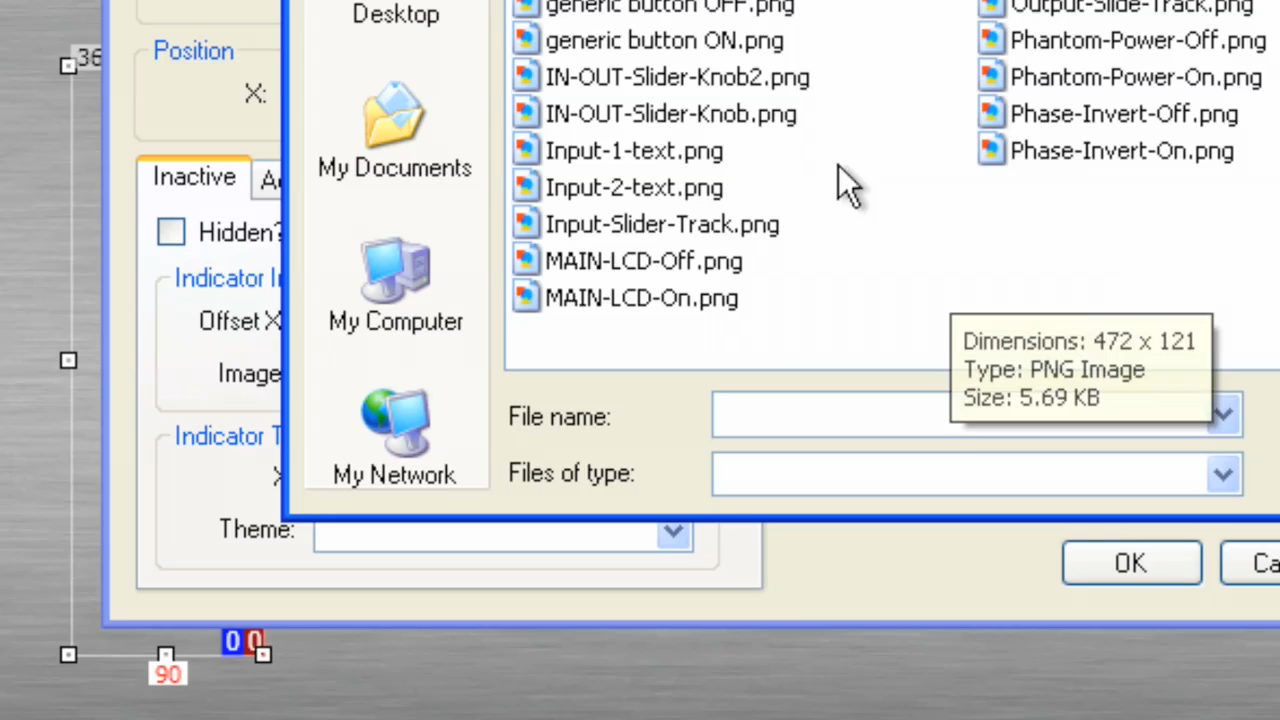 Desktop
My Documents
My Computer
My Network
generic button OFF.png
generic button ON.png
IN-OUT-Slider-Knob2.png
IN-OUT-Slider-Knob.png
Input-1-text.png
Input-2-text.png
Input-Slider-Track.png
MAIN-LCD-Off.png
MAIN-LCD-On.png
Output-Slide-Track.png
Phantom-Power-Off.png
Phantom-Power-On.png
Phase-Invert-Off.png
Phase-Invert-On.png
Dimensions: 472 x 121
Type: PNG Image
Size: 5.69 KB
File name:
Files of type:
36
Position
X:
Inactive
Hidden?
Indicator
Offset X
Image
Indicator T
Theme:
OK
Ca
0 0
90